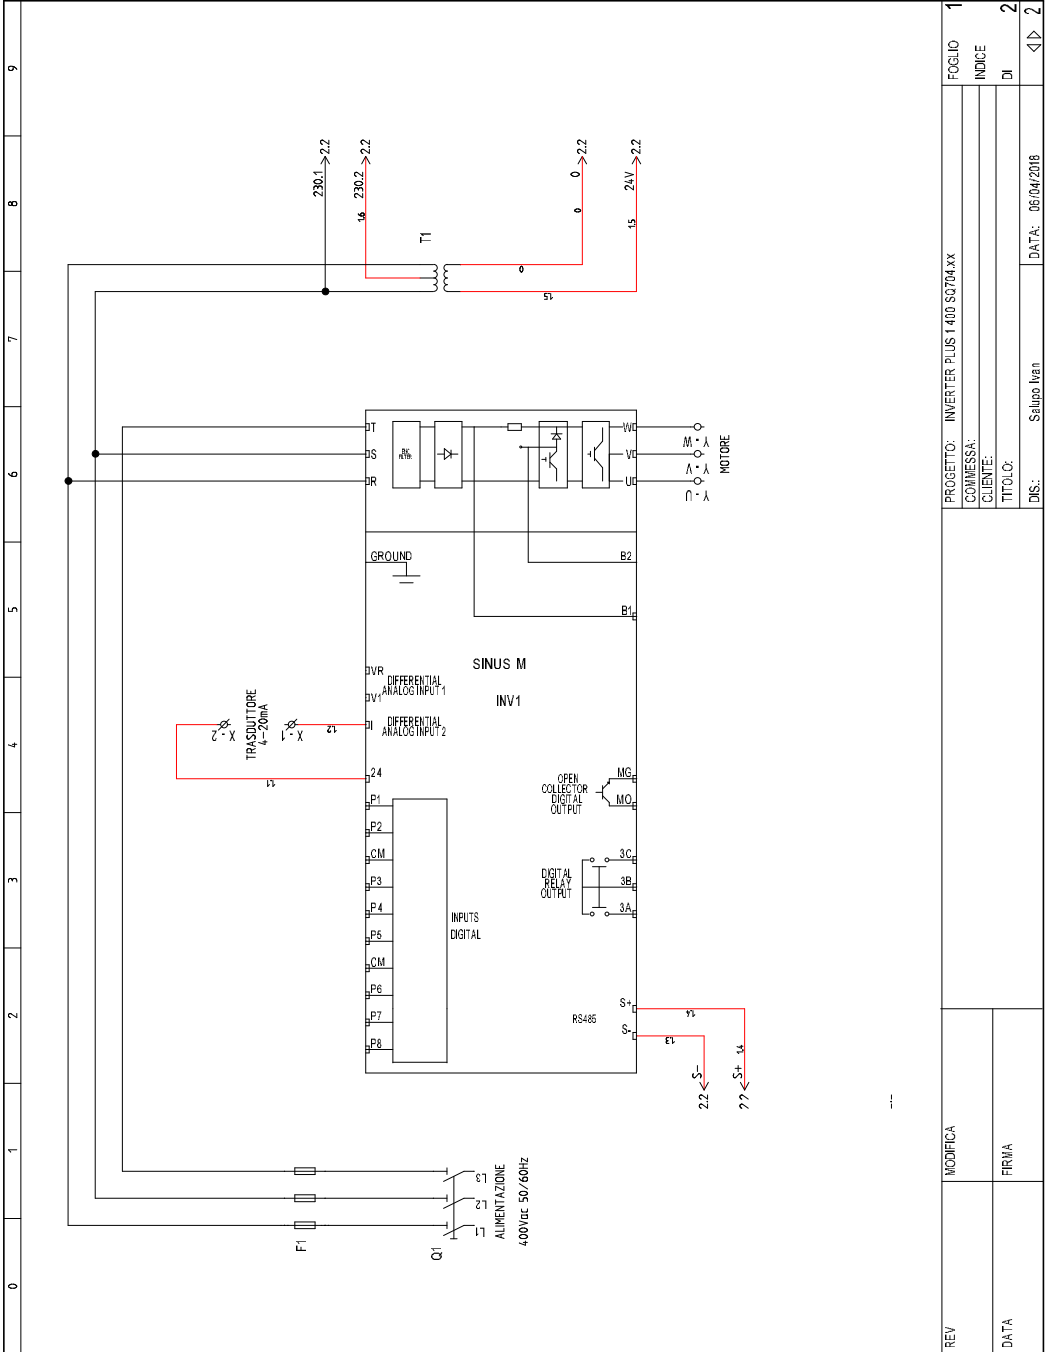 9
8
7
6
5
4
3
2
1
0
230.1
2.2
230.2
2.2
16
0
2.2
0
24V
2.2
15
T1
0
15
T
S
R
W
V
U
Y - W
Y - V
Y - U
MOTORE
GROUND
B2
B1
SINUS M
INV1
VR
V1
I
DIFFERENTIAL
ANALOG INPUT 1
DIFFERENTIAL
ANALOG INPUT 2
TRASDUTTORE
4-20mA
X - 2
X - 1
12
11
24
P1
P2
CM
P3
P4
P5
CM
P6
P7
P8
INPUTS
DIGITAL
OPEN
COLLECTOR
DIGITAL
OUTPUT
MG
MO
DIGITAL
RELAY
OUTPUT
3C
3B
3A
RS485
S+
S-
14
13
14
S-
2.2
S+
2.2
F1
Q1
L3
L2
L1
ALIMENTAZIONE
400Vac 50/60Hz
FOGLIO 1
INDICE
DI 2
2
PROGETTO: INVERTER PLUS 1 400 SQ704.XX
COMMESSA:
CLIENTE:
TITOLO:
DIS.: Salupo Ivan
DATA: 06/04/2018
MODIFICA
FIRMA
REV
DATA